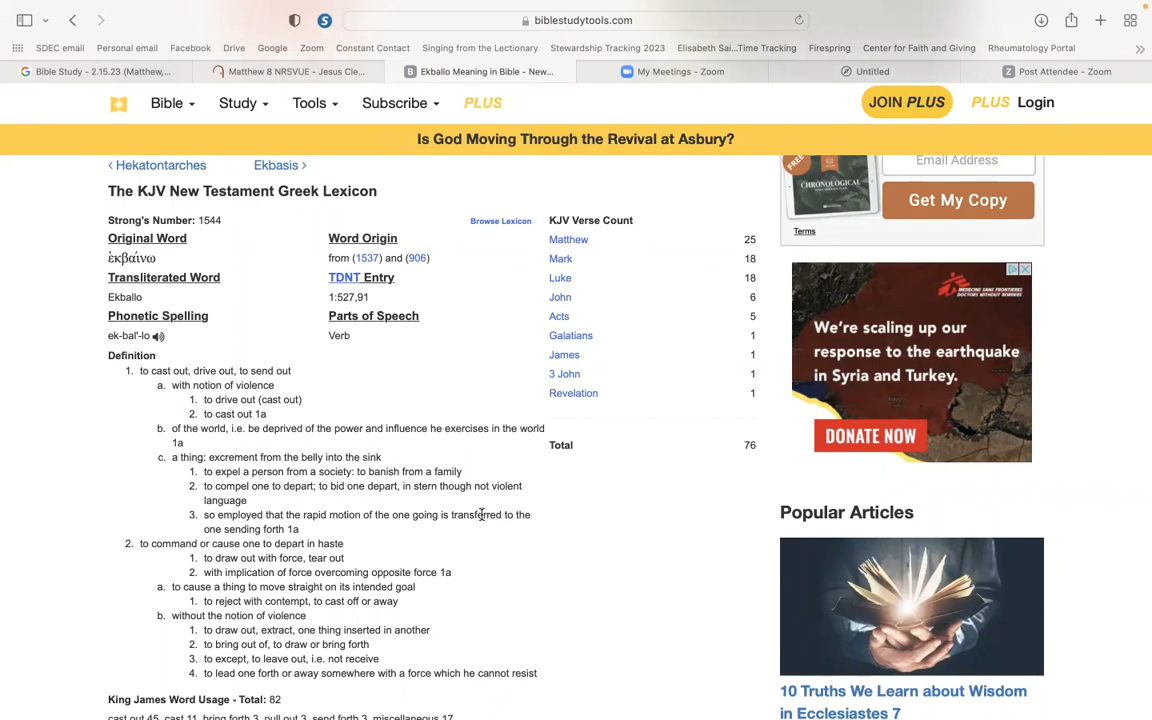 biblestudytools.com
SDEC email Personal email Facebook Drive Google Zoom Constant Contact Singing from the Lectionary Stewardship Tracking 2023 Elisabeth Sai...Time Tracking Firespring Center for Faith and Giving Rheumatology Portal
Bible Study - 2.15.23 (Matthew,... Matthew 8 NRSVUE - Jesus Cle... Ekballo Meaning in Bible - New... My Meetings - Zoom Untitled Post Attendee - Zoom
Bible Study Tools Subscribe PLUS JOIN PLUS PLUS Login
Is God Moving Through the Revival at Asbury?
‹ Hekatontarches Ekbasis ›
The KJV New Testament Greek Lexicon
Strong's Number: 1544 Browse Lexicon
Original Word Word Origin
ἐκβαίνω from (1537) and (906)
Transliterated Word TDNT Entry
Ekballo 1:527,91
Phonetic Spelling Parts of Speech
ek-bal'-lo Verb
Definition
1. to cast out, drive out, to send out
a. with notion of violence
1. to drive out (cast out)
2. to cast out 1a
b. of the world, i.e. be deprived of the power and influence he exercises in the world
1a
c. a thing: excrement from the belly into the sink
1. to expel a person from a society: to banish from a family
2. to compel one to depart; to bid one depart, in stern though not violent
language
3. so employed that the rapid motion of the one going is transferred to the
one sending forth 1a
2. to command or cause one to depart in haste
1. to draw out with force, tear out
2. with implication of force overcoming opposite force 1a
a. to cause a thing to move straight on its intended goal
1. to reject with contempt, to cast off or away
b. without the notion of violence
1. to draw out, extract, one thing inserted in another
2. to bring out of, to draw or bring forth
3. to except, to leave out, i.e. not receive
4. to lead one forth or away somewhere with a force which he cannot resist
King James Word Usage - Total: 82
cast out 45, cast 11, bring forth 3, pull out 3, send forth 3, miscellaneous 17
KJV Verse Count
Matthew 25
Mark 18
Luke 18
John 6
Acts 5
Galatians 1
James 1
3 John 1
Revelation 1
Total 76
FREE
CHRONOLOGICAL
Email Address
Get My Copy
Terms
MEDECINS SANS FRONTIERES
DOCTORS WITHOUT BORDERS
We're scaling up our
response to the earthquake
in Syria and Turkey.
DONATE NOW
Popular Articles
10 Truths We Learn about Wisdom
in Ecclesiastes 7